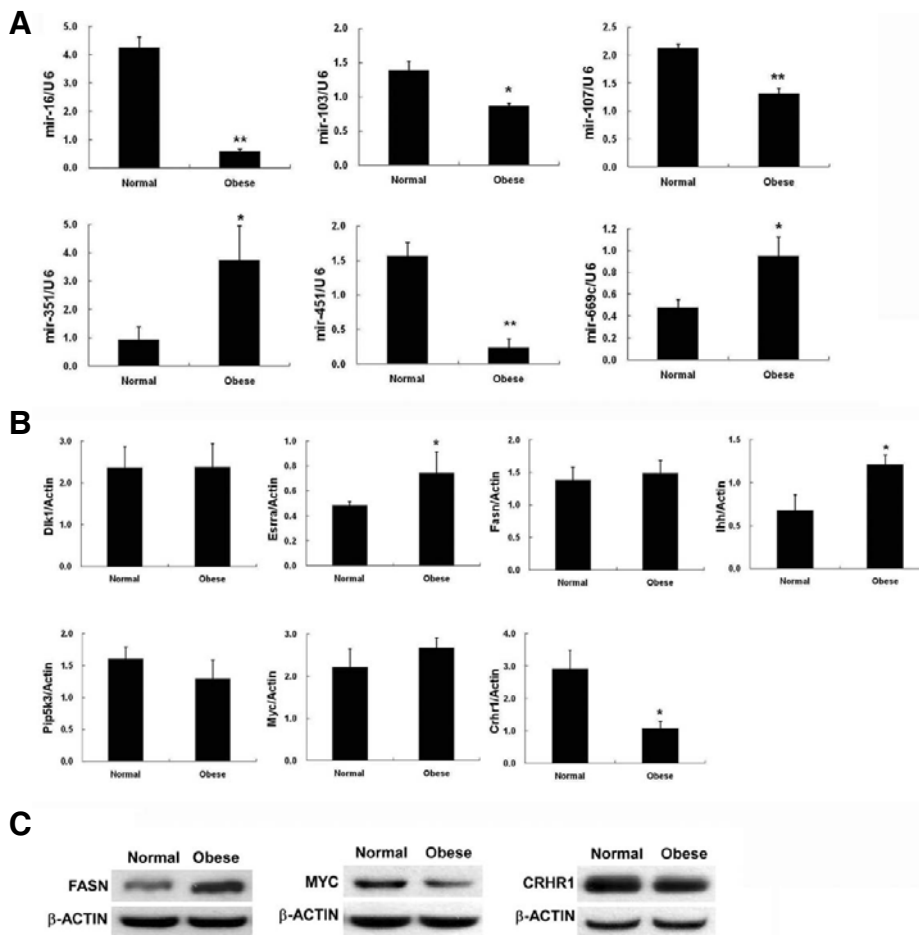 A
mir-16/U6
5.0
4.0
3.0
2.0
1.0
0.0
**
Normal Obese
mir-103/U6
2.0
1.5
1.0
0.5
0.0
*
Normal Obese
mir-107/U6
2.5
2.0
1.5
1.0
0.5
0.0
**
Normal Obese
mir-351/U6
5.0
4.0
3.0
2.0
1.0
0.0
*
Normal Obese
mir-451/U6
2.0
1.5
1.0
0.5
0.0
**
Normal Obese
mir-669c/U6
1.2
1.0
0.8
0.6
0.4
0.2
0.0
*
Normal Obese
B
Dlk1/Actin
3.0
2.0
1.0
0.0
Normal Obese
Esrra/Actin
1.0
0.8
0.6
0.4
0.2
0.0
*
Normal Obese
Fasn/Actin
2.0
1.5
1.0
0.5
0.0
Normal Obese
Ihh/Actin
1.5
1.0
0.5
0.0
*
Normal Obese
Pip5k3/Actin
2.0
1.5
1.0
0.5
0.0
Normal Obese
Myc/Actin
3.0
2.0
1.0
0.0
Normal Obese
Crhr1/Actin
4.0
3.0
2.0
1.0
0.0
*
Normal Obese
C
Normal Obese
FASN
β-ACTIN
Normal Obese
MYC
β-ACTIN
Normal Obese
CRHR1
β-ACTIN